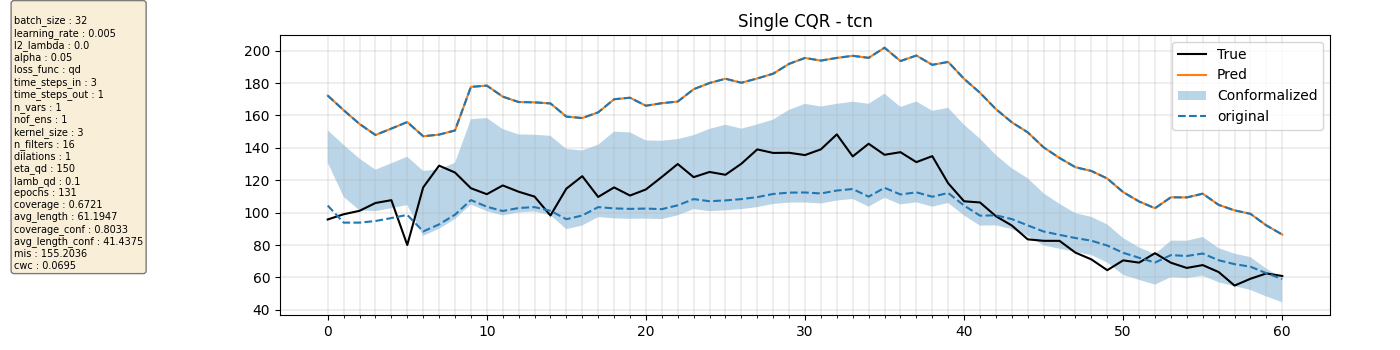 batch_size : 32
learning_rate : 0.005
l2_lambda : 0.0
alpha : 0.05
loss_func : qd
time_steps_in : 3
time_steps_out : 1
n_vars : 1
nof_ens : 1
kernel_size : 3
n_filters : 16
dilations : 1
eta_qd : 150
lamb_qd : 0.1
epochs : 131
coverage : 0.6721
avg_length : 61.1947
coverage_conf : 0.8033
avg_length_conf : 41.4375
mis : 155.2036
cwc : 0.0695
Single CQR - tcn
200
180
160
140
120
100
80
60
40
True
Pred
Conformalized
original
0 10 20 30 40 50 60